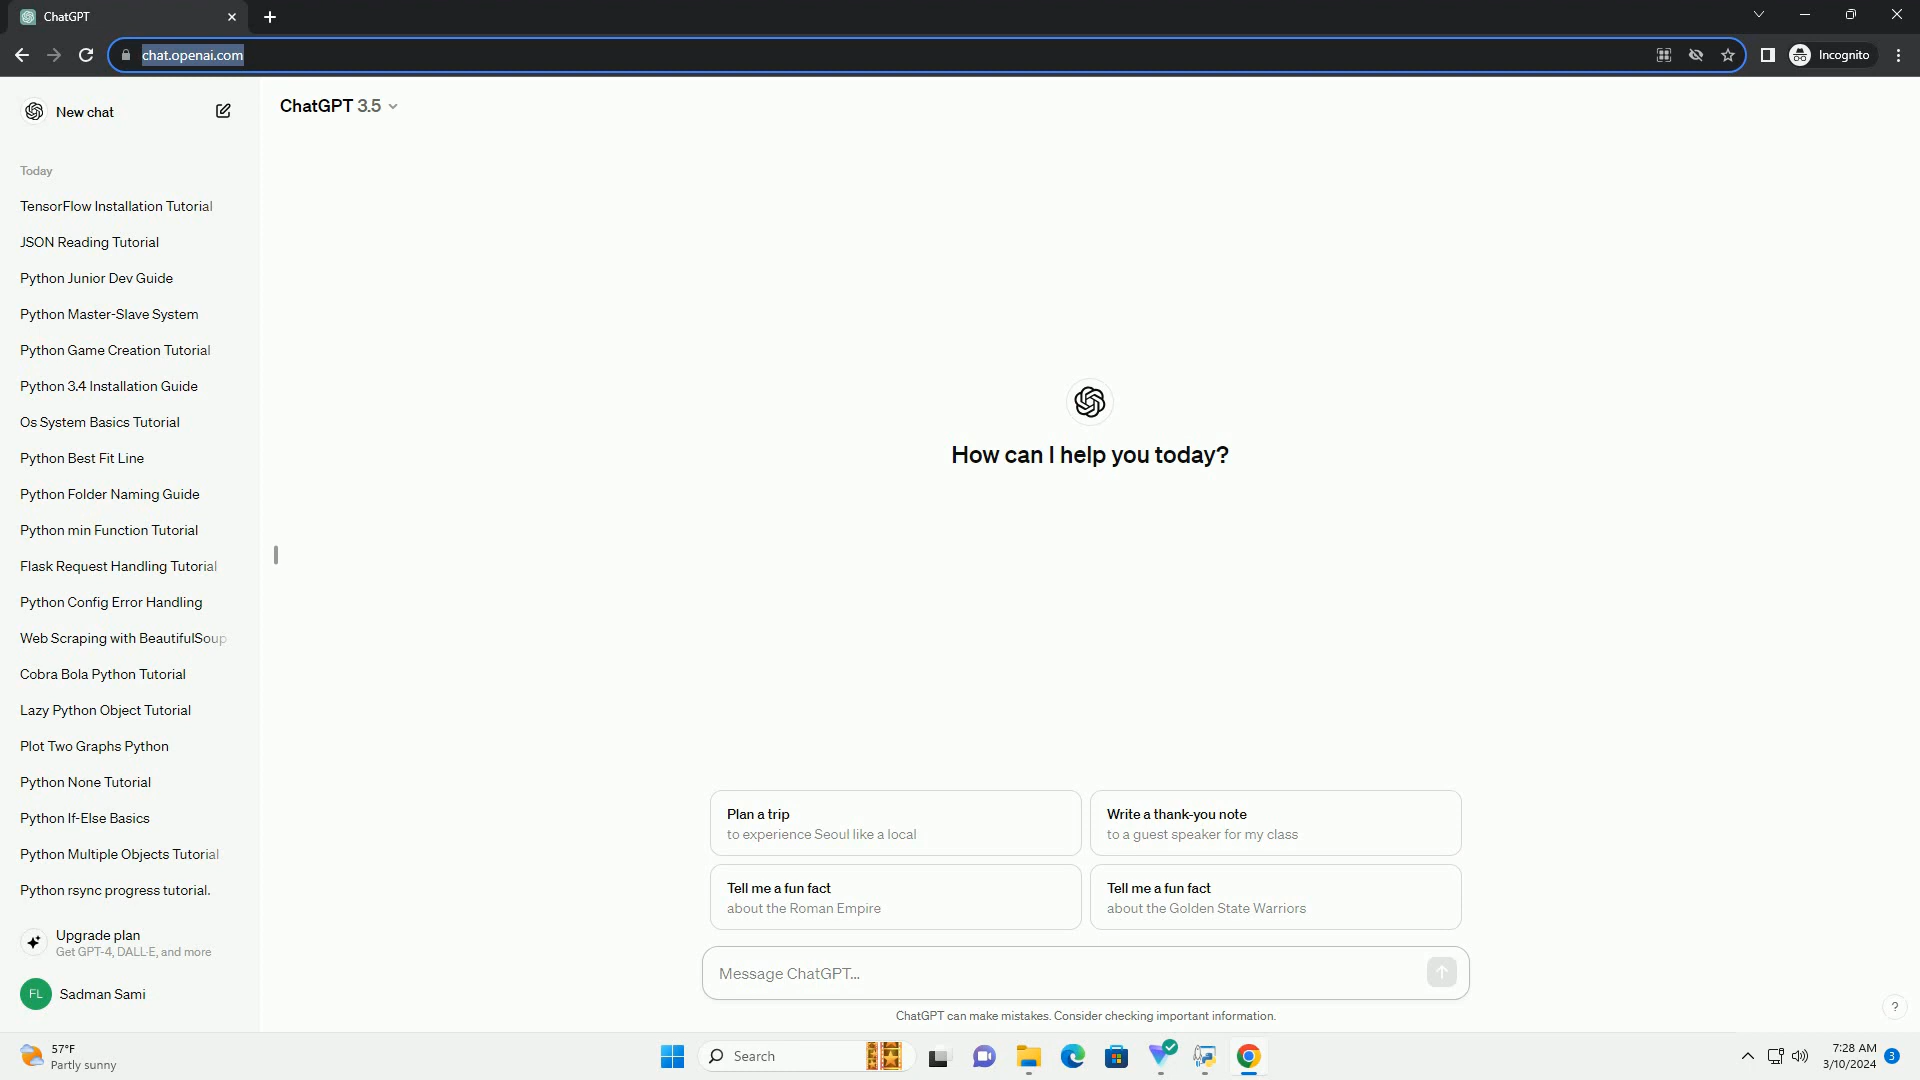 ChatGPT
chat.openai.com
Incognito
New chat
ChatGPT 3.5
Today
TensorFlow Installation Tutorial
JSON Reading Tutorial
Python Junior Dev Guide
Python Master-Slave System
Python Game Creation Tutorial
Python 3.4 Installation Guide
Os System Basics Tutorial
Python Best Fit Line
Python Folder Naming Guide
Python min Function Tutorial
Flask Request Handling Tutorial
Python Config Error Handling
Web Scraping with BeautifulSoup
Cobra Bola Python Tutorial
Lazy Python Object Tutorial
Plot Two Graphs Python
Python None Tutorial
Python If-Else Basics
Python Multiple Objects Tutorial
Python rsync progress tutorial.
Upgrade plan
Get GPT-4, DALL·E, and more
FL
Sadman Sami
How can I help you today?
Plan a trip
to experience Seoul like a local
Write a thank-you note
to a guest speaker for my class
Tell me a fun fact
about the Roman Empire
Tell me a fun fact
about the Golden State Warriors
Message ChatGPT...
ChatGPT can make mistakes. Consider checking important information.
?
57°F
Partly sunny
Search
7:28 AM
3/10/2024
3